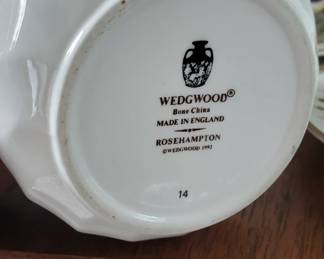 WEDGWOOD®
Bone China
MADE IN ENGLAND
ROSEHAMPTON
© WEDGWOOD 1992
14